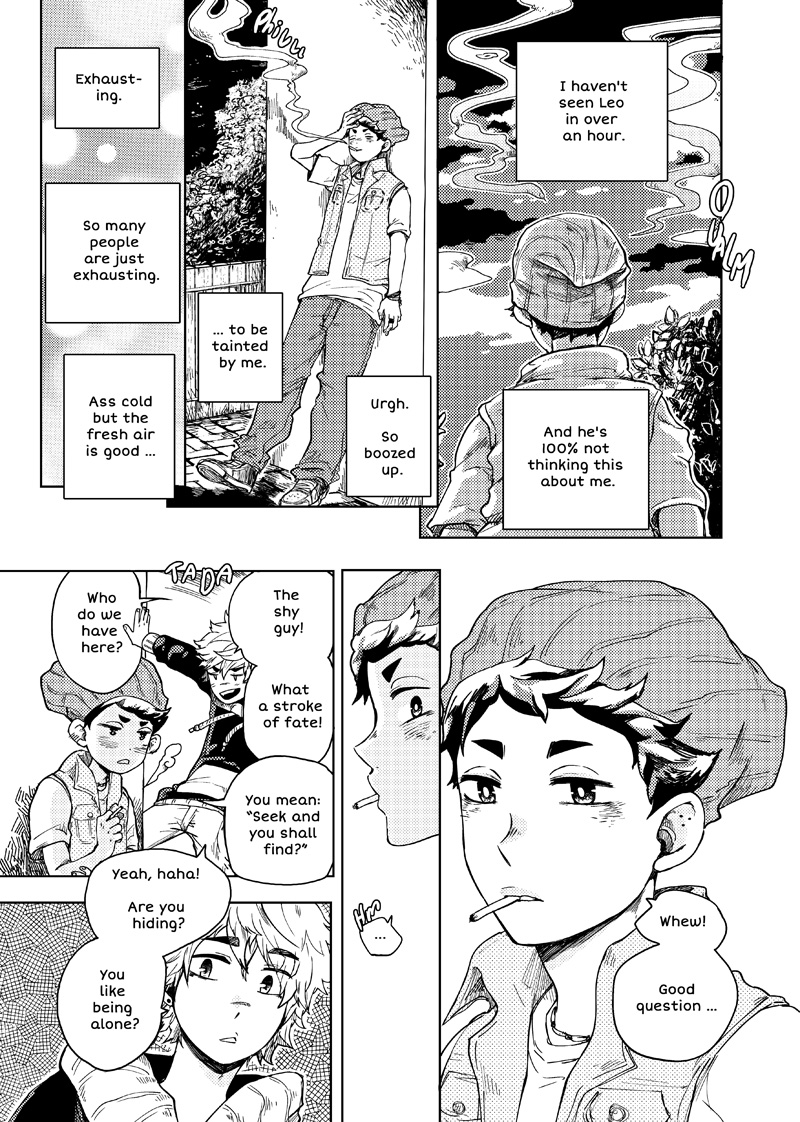 Exhaust-
ing.
So many
people
are just
exhausting.
Ass cold
but the
fresh air
is good ...
Phiuu
... to be
tainted
by me.
Urgh.
So
boozed
up.
I haven't
seen Leo
in over
an hour.
CALM
And he's
100% not
thinking this
about me.
Who
do we
have
here?
TADA
The
shy
guy!
What
a stroke
of fate!
You mean:
"Seek and
you shall
find?"
Yeah, haha!
Are you
hiding?
You
like
being
alone?
Hm
...
Whew!
Good
question ...